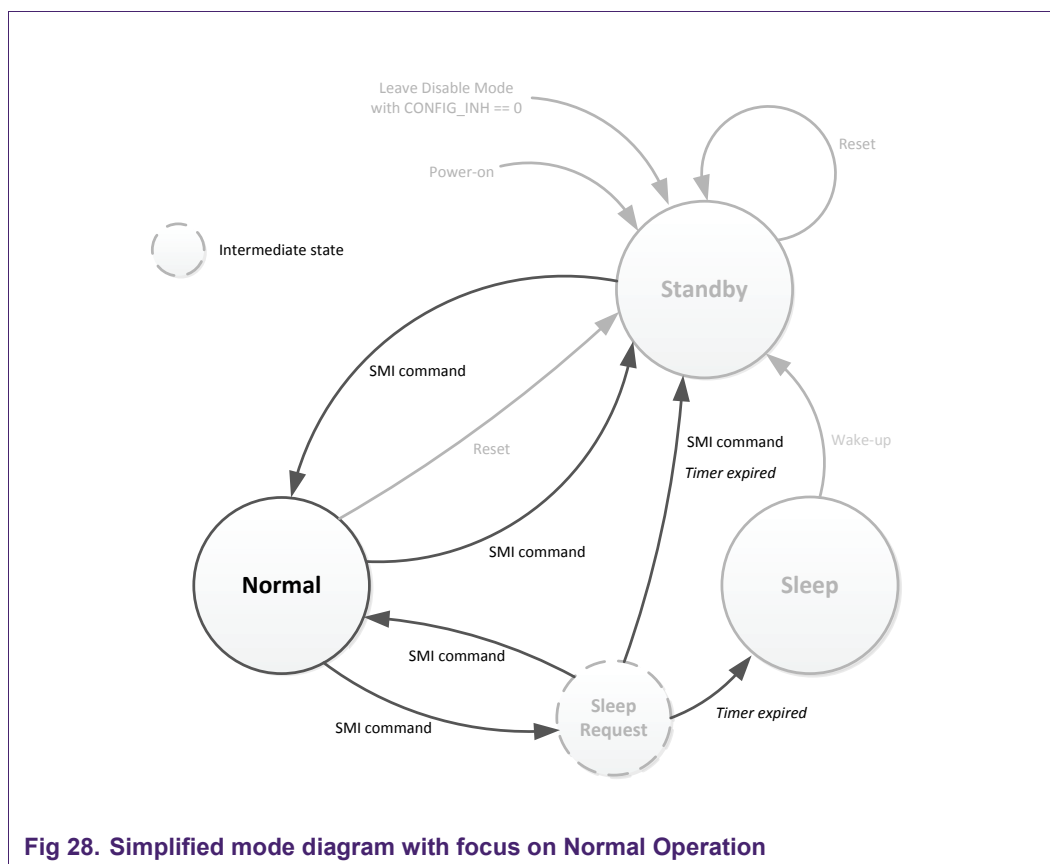 Leave Disable Mode
with CONFIG_INH == 0
Reset
Power-on
Intermediate state
Standby
SMI command
Reset
SMI command
Timer expired
Wake-up
SMI command
Normal
Sleep
SMI command
Sleep
Request
SMI command
Timer expired
Fig 28. Simplified mode diagram with focus on Normal Operation